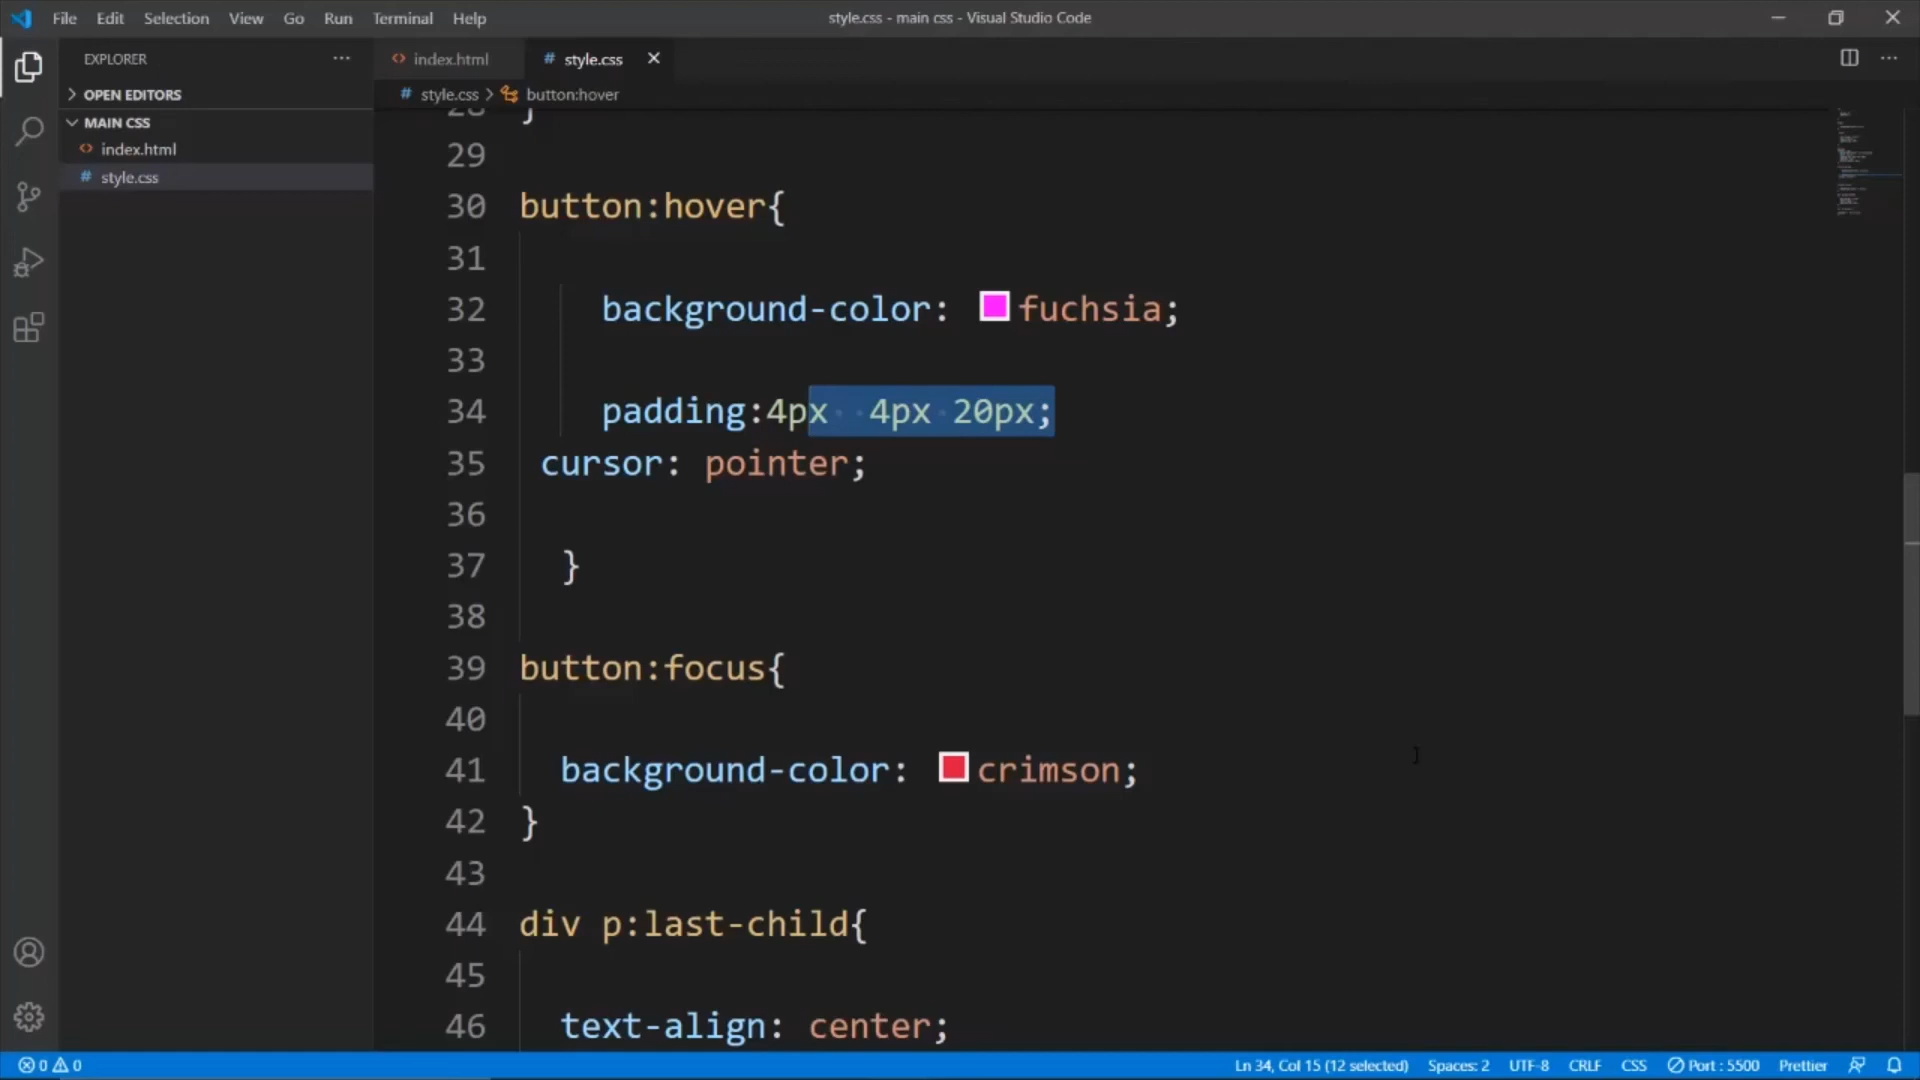 File Edit Selection View Go Run Terminal Help
style.css - main css - Visual Studio Code
EXPLORER
index.html
# style.css
OPEN EDITORS
# style.css > button:hover
MAIN CSS
index.html
# style.css
28 }
29
30 button:hover{
31
32 background-color: fuchsia;
33
34 padding:4px  4px 20px;
35 cursor: pointer;
36
37 }
38
39 button:focus{
40
41 background-color: crimson;
42 }
43
44 div p:last-child{
45
46 text-align: center;
0 0
Ln 34, Col 15 (12 selected) Spaces: 2 UTF-8 CRLF CSS Port : 5500 Prettier